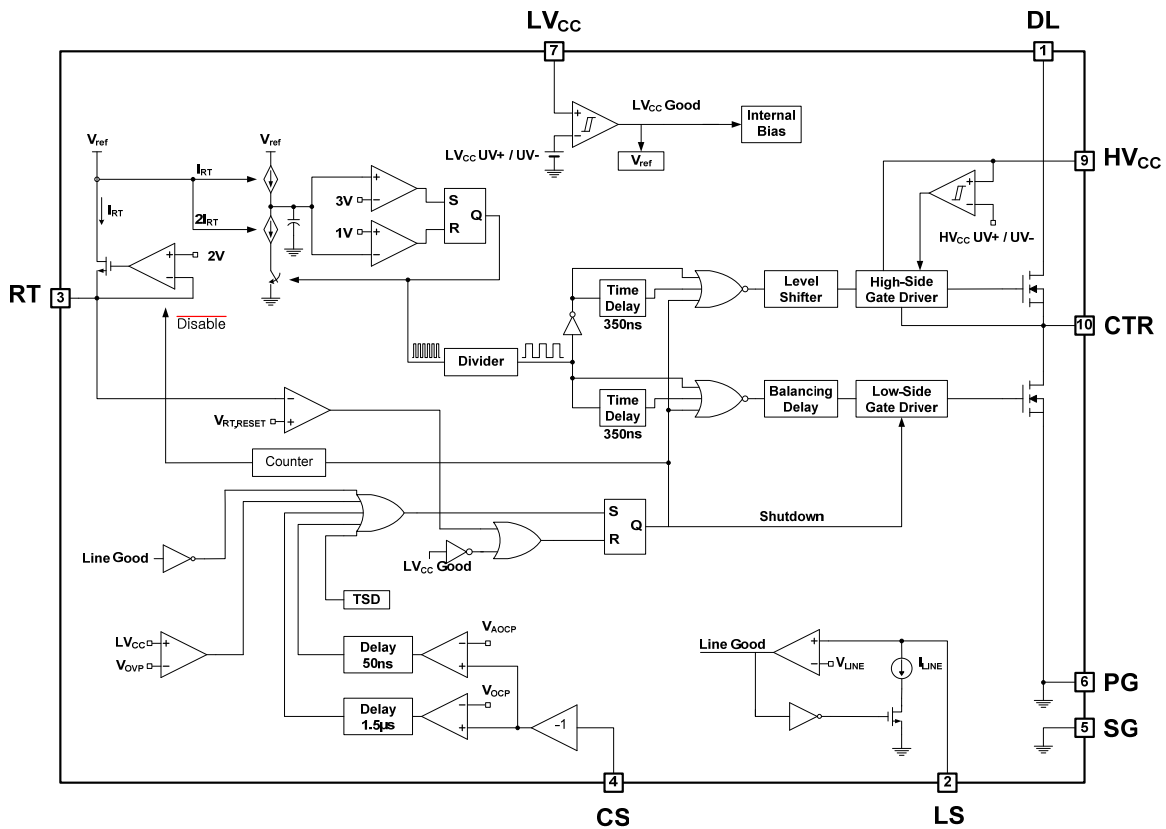 LVCC
DL
7
1
LVCC Good
Internal
Bias
Vref
Vref
LVCC UV+ / UV-
Vref
9
HVCC
IRT
3V
S
Q
R
IRT
2IRT
1V
HVCC UV+ / UV-
2V
RT
3
Time
Delay
350ns
Level
Shifter
High-Side
Gate Driver
Disable
10
CTR
Divider
Time
Delay
350ns
Balancing
Delay
Low-Side
Gate Driver
VRT,RESET
Counter
S
Q
R
Shutdown
Line Good
LVCC Good
TSD
LVCC
VOVP
Delay
50ns
VAOCP
Line Good
VLINE
ILINE
Delay
1.5µs
VOCP
-1
6
PG
5
SG
4
2
CS
LS